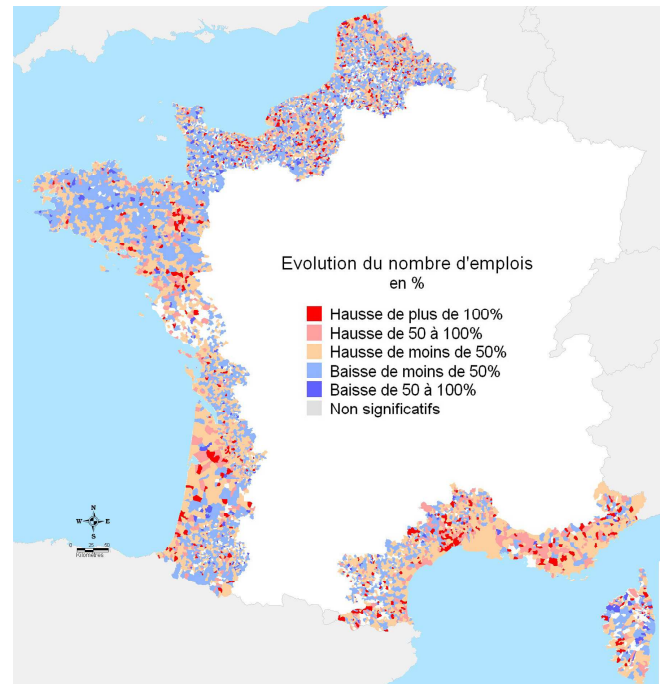 Evolution du nombre d'emplois
en %
Hausse de plus de 100%
Hausse de 50 à 100%
Hausse de moins de 50%
Baisse de moins de 50%
Baisse de 50 à 100%
Non significatifs
N
W E
S
0 25 50
Kilomètres